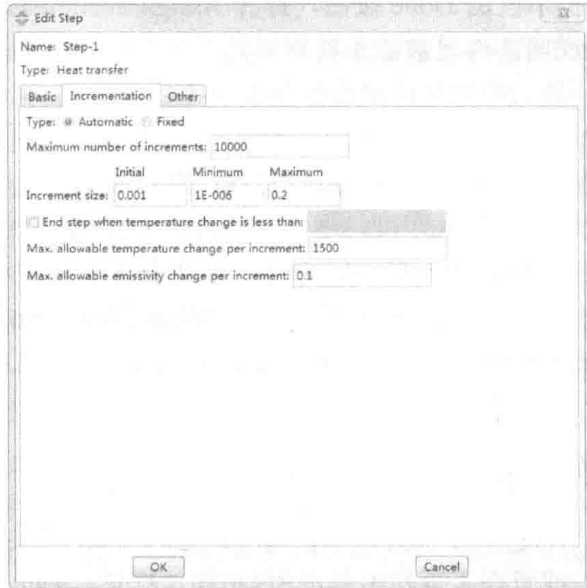 Edit Step
Name: Step-1
Type: Heat transfer
Basic Incrementation Other
Type: Automatic Fixed
Maximum number of increments: 10000
Initial Minimum Maximum
Increment size: 0.001 1E-006 0.2
End step when temperature change is less than:
Max. allowable temperature change per increment: 1500
Max. allowable emissivity change per increment: 0.1
OK Cancel